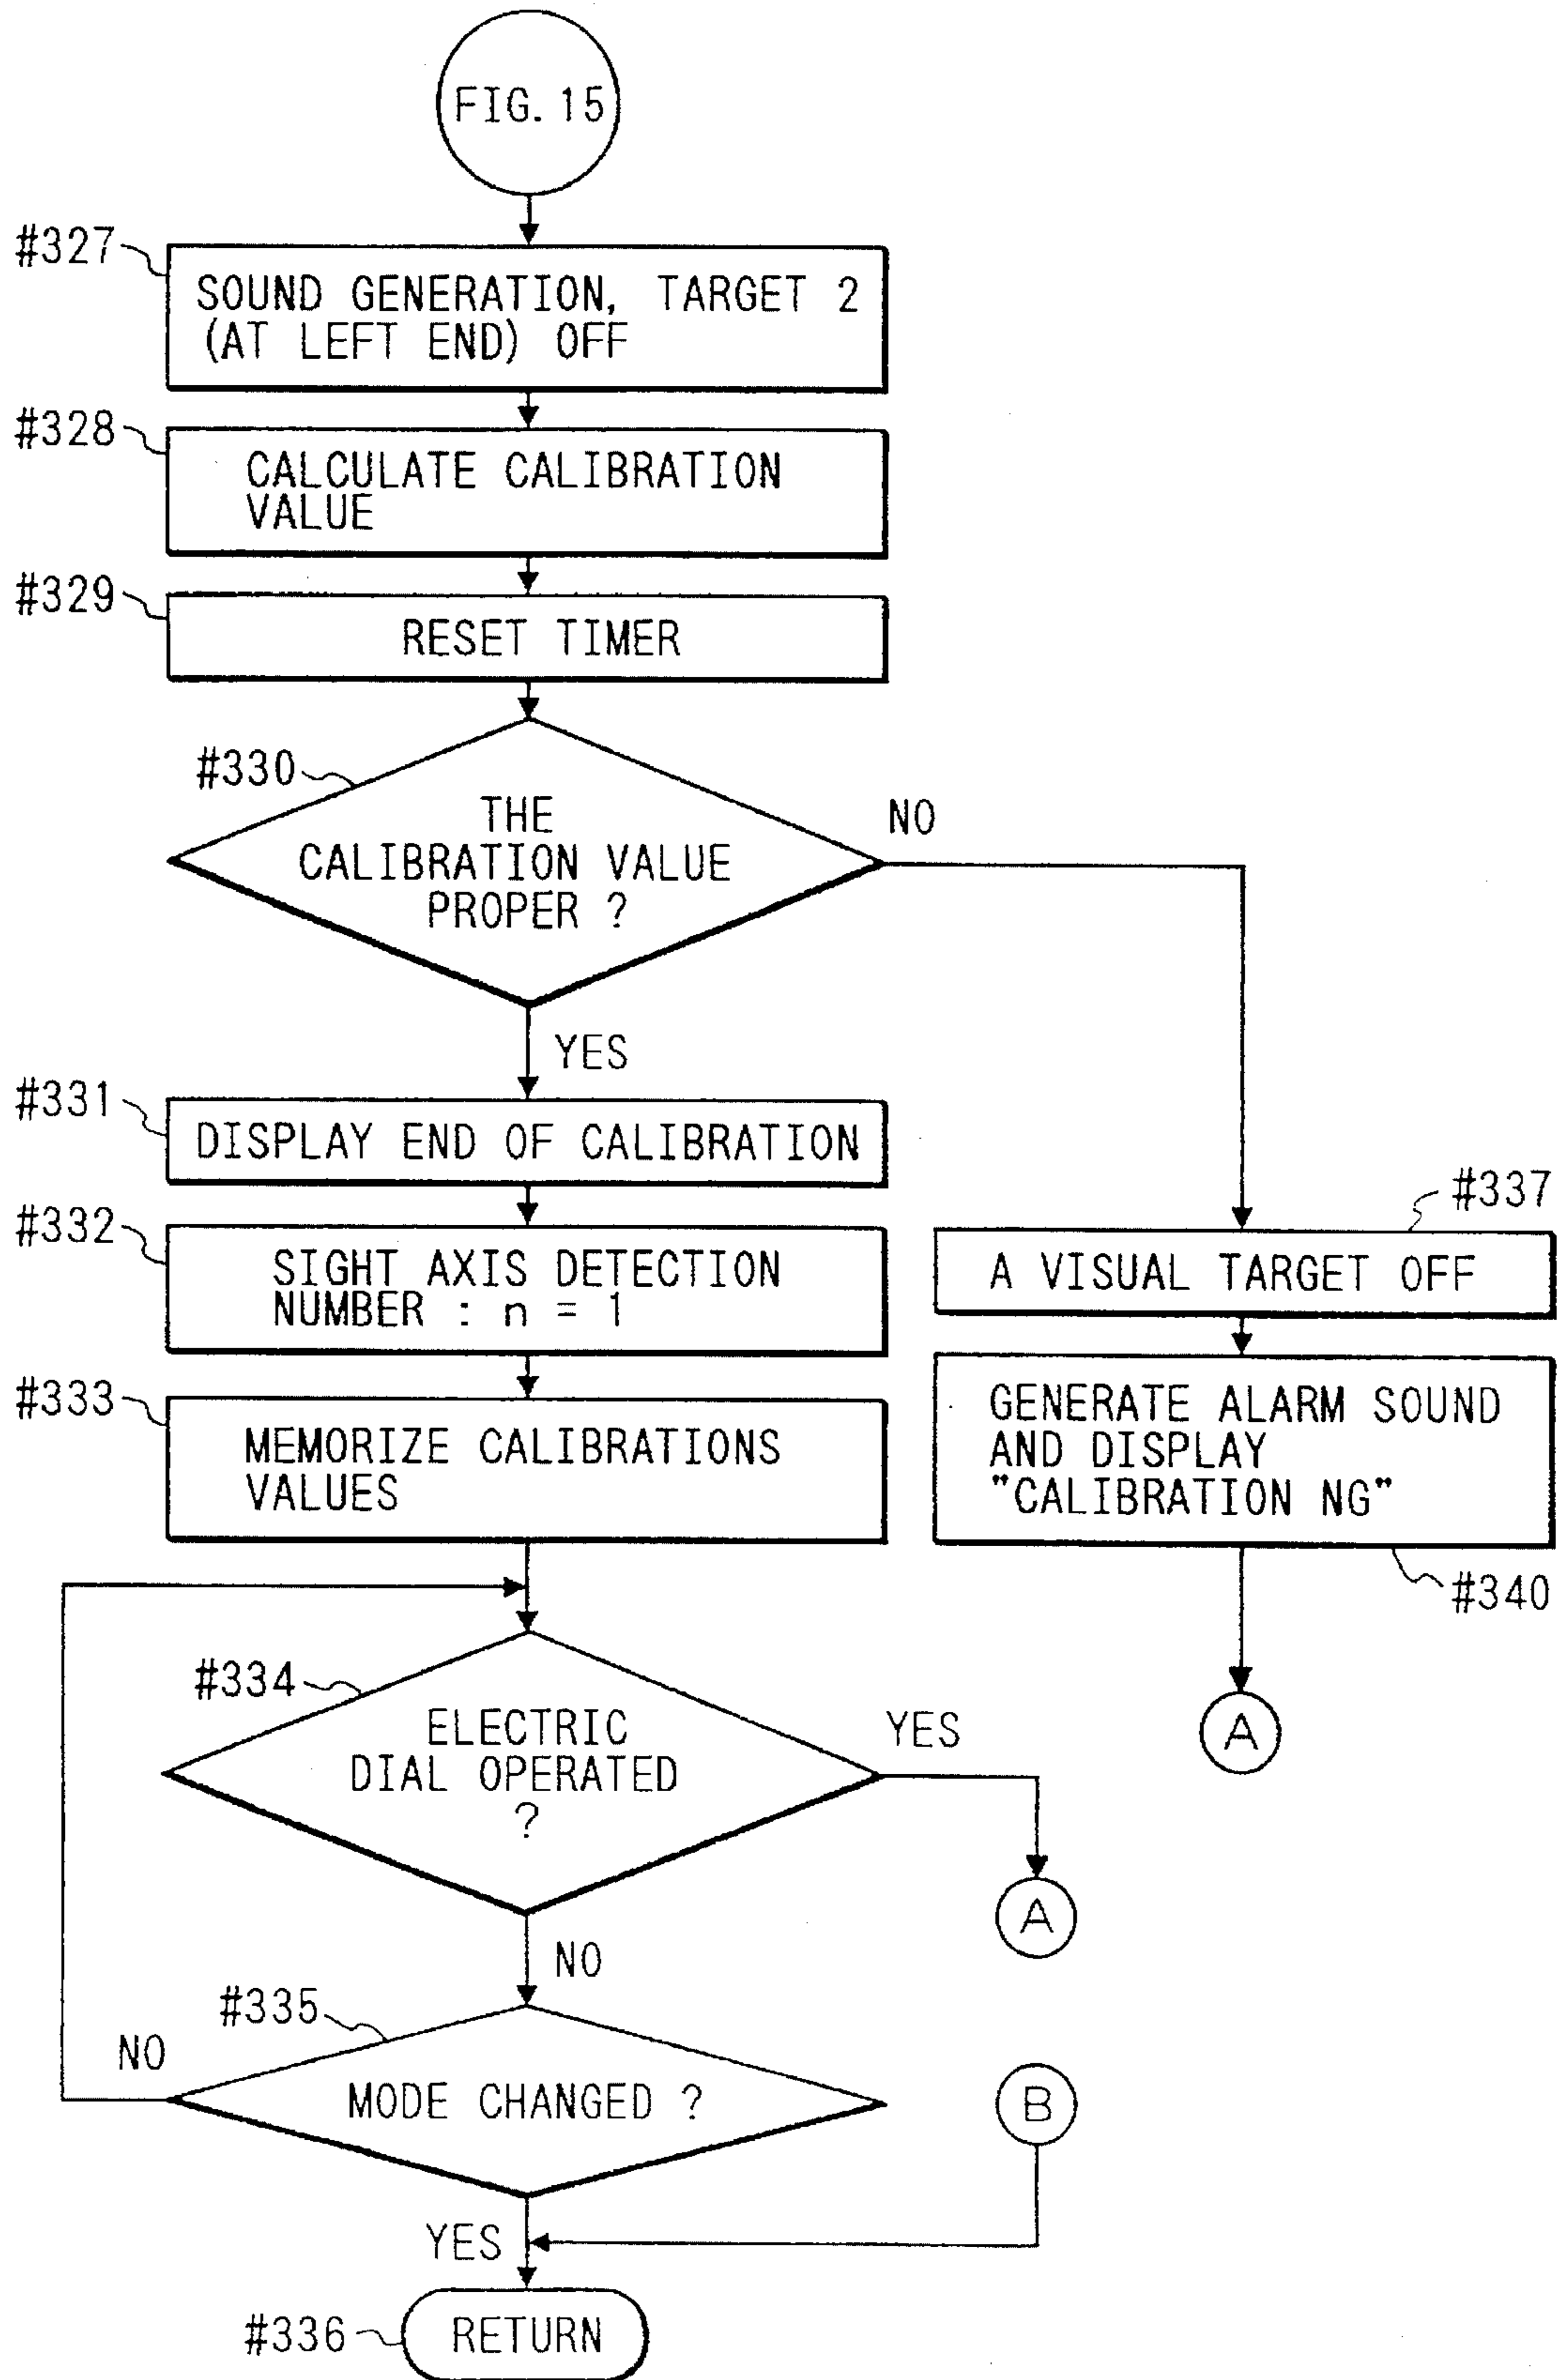 FIG. 15
#327
SOUND GENERATION, TARGET 2
(AT LEFT END) OFF
#328
CALCULATE CALIBRATION
VALUE
#329
RESET TIMER
#330
THE
CALIBRATION VALUE
PROPER ?
NO
YES
#331
DISPLAY END OF CALIBRATION
#332
SIGHT AXIS DETECTION
NUMBER : n = 1
#333
MEMORIZE CALIBRATIONS
VALUES
#337
A VISUAL TARGET OFF
GENERATE ALARM SOUND
AND DISPLAY
"CALIBRATION NG"
#340
A
#334
ELECTRIC
DIAL OPERATED
?
YES
A
NO
#335
MODE CHANGED ?
NO
B
YES
#336
RETURN